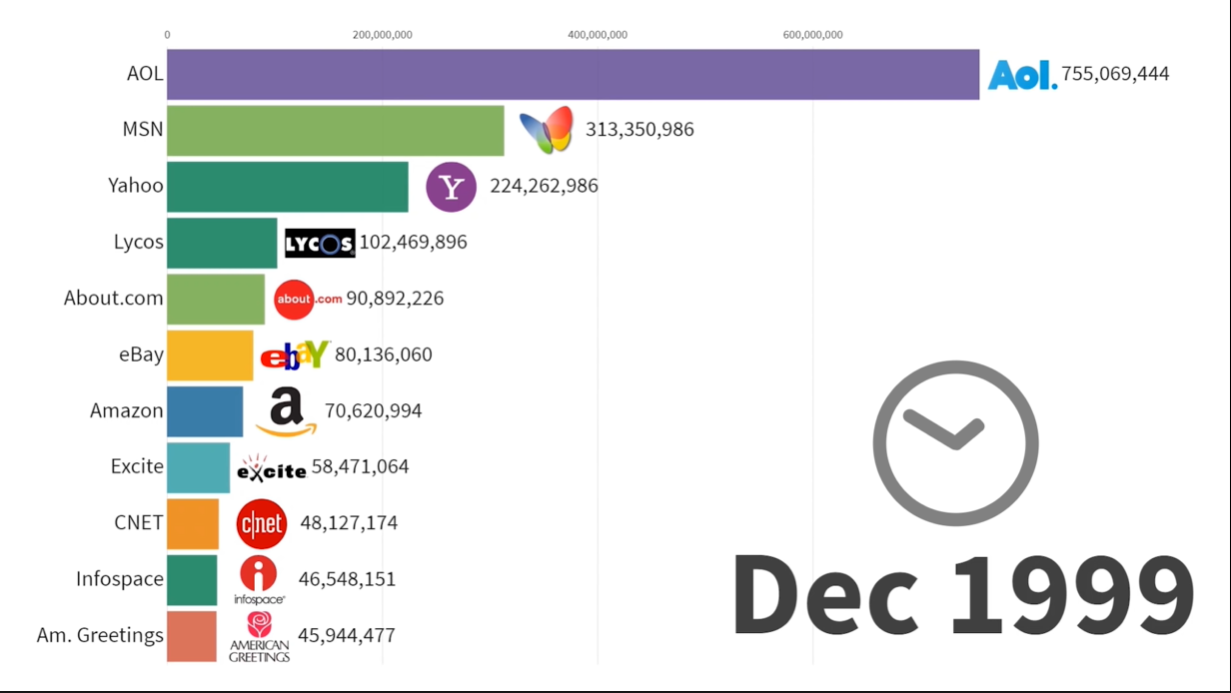 0 200,000,000 400,000,000 600,000,000
AOL Aol. 755,069,444
MSN 313,350,986
Yahoo Y 224,262,986
Lycos LYCOS 102,469,896
About.com about.com 90,892,226
eBay ebaY 80,136,060
Amazon a 70,620,994
Excite excite 58,471,064
CNET c|net 48,127,174
Infospace i infospace 46,548,151
Am. Greetings AMERICAN GREETINGS 45,944,477
Dec 1999